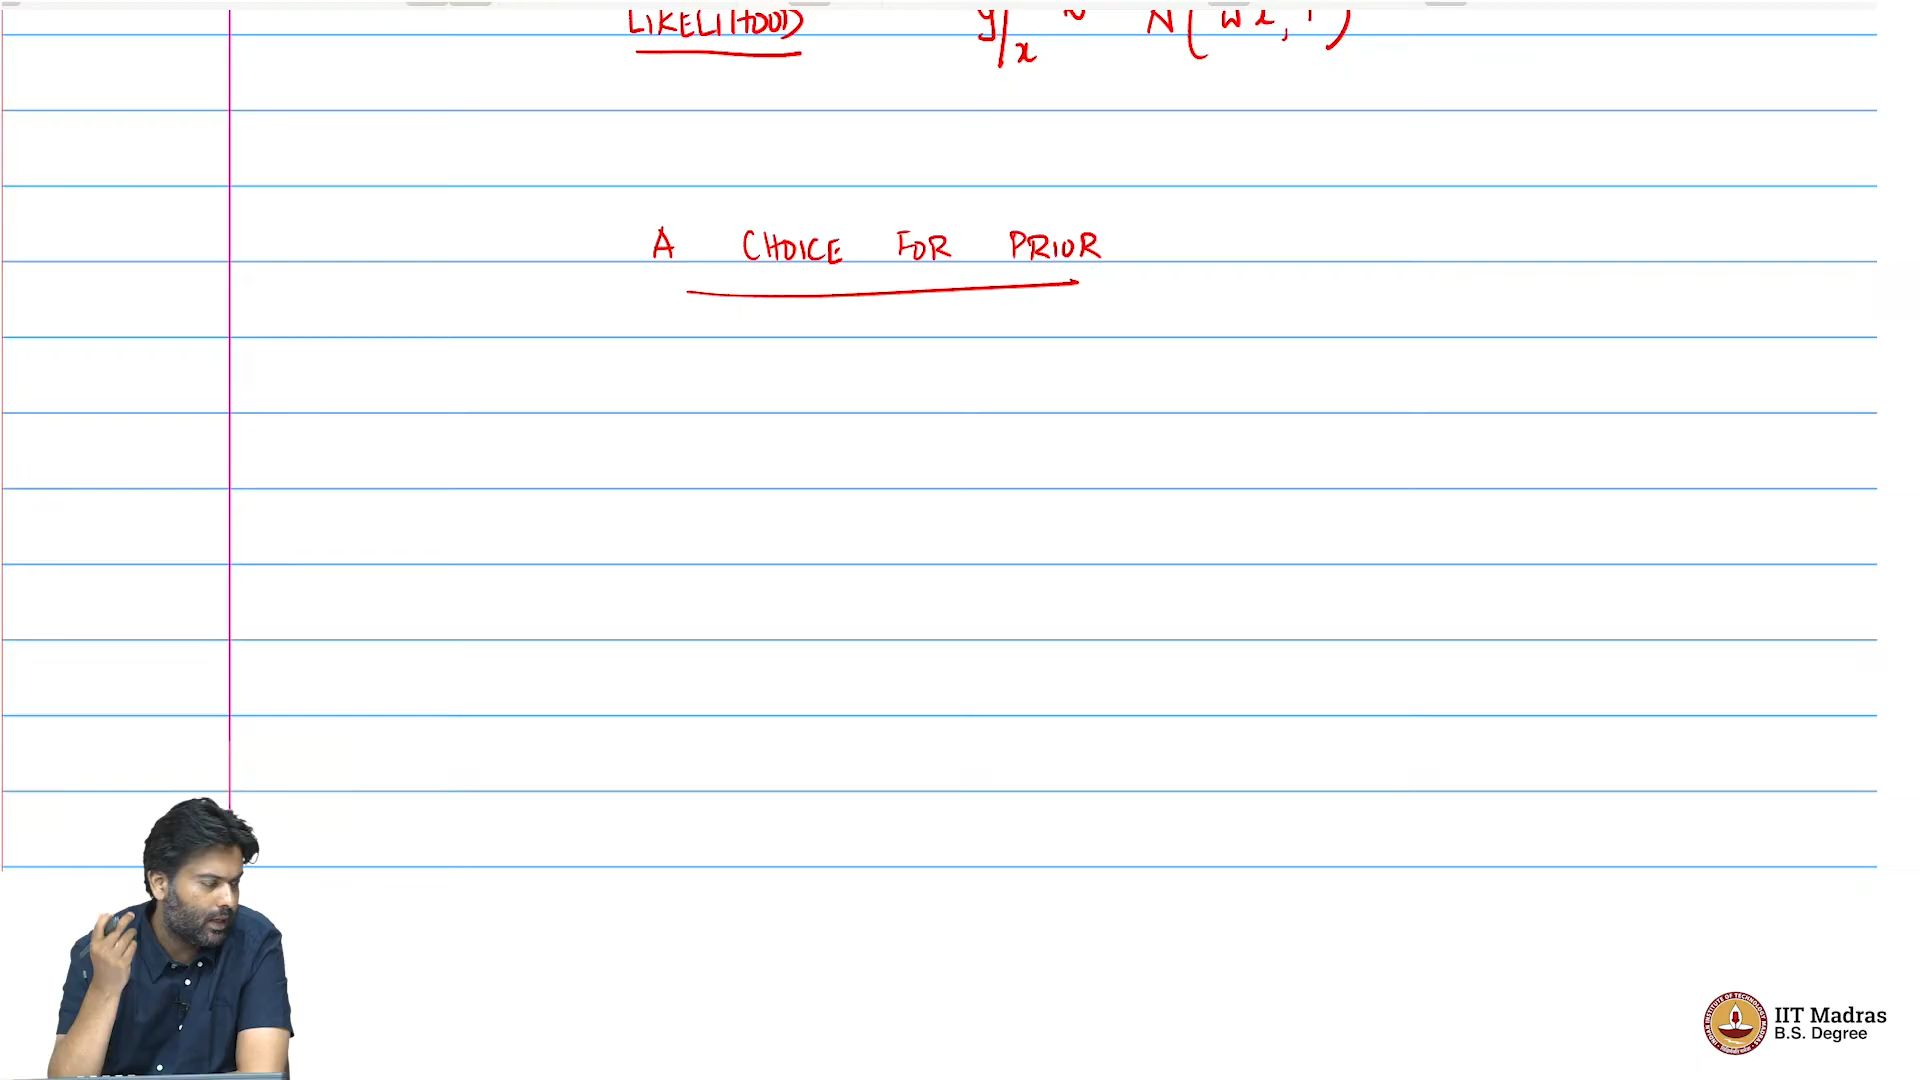 LIKELIHOOD y/x ~ N(
A CHOICE FOR PRIOR
IIT Madras
B.S. Degree